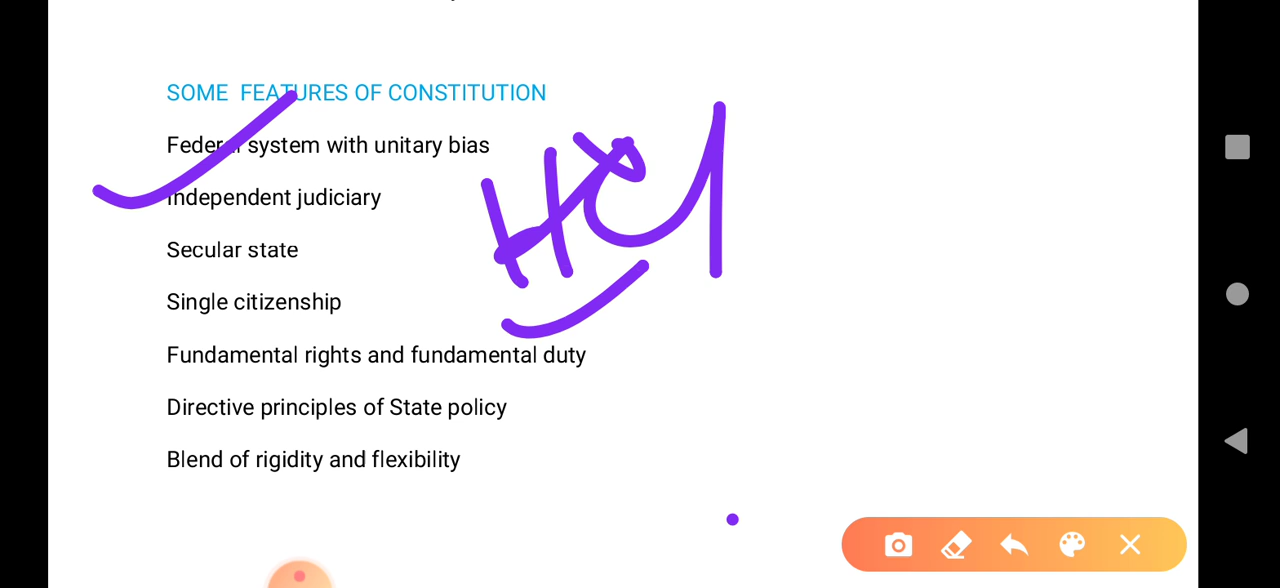 SOME FEATURES OF CONSTITUTION
Federal system with unitary bias
Independent judiciary
Secular state
Single citizenship
Fundamental rights and fundamental duty
Directive principles of State policy
Blend of rigidity and flexibility